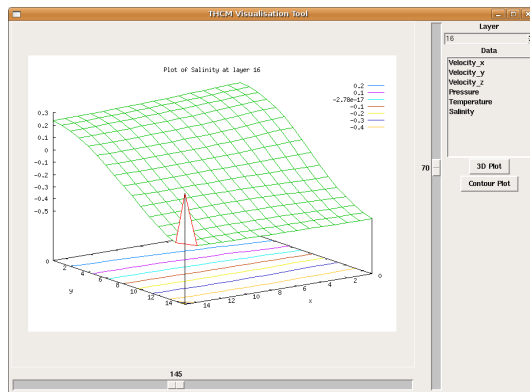 THCM Visualisation Tool
Layer
16
Data
Velocity_x
Velocity_y
Velocity_z
Pressure
Temperature
Salinity
70
3D Plot
Contour Plot
Plot of Salinity at layer 16
0.2
0.1
-2.78e-17
-0.1
-0.2
-0.3
-0.4
0.3
0.2
0.1
0
-0.1
-0.2
-0.3
-0.4
-0.5
0
2
4
6
8
10
12
14
y
14
12
10
8
6
4
2
0
x
145